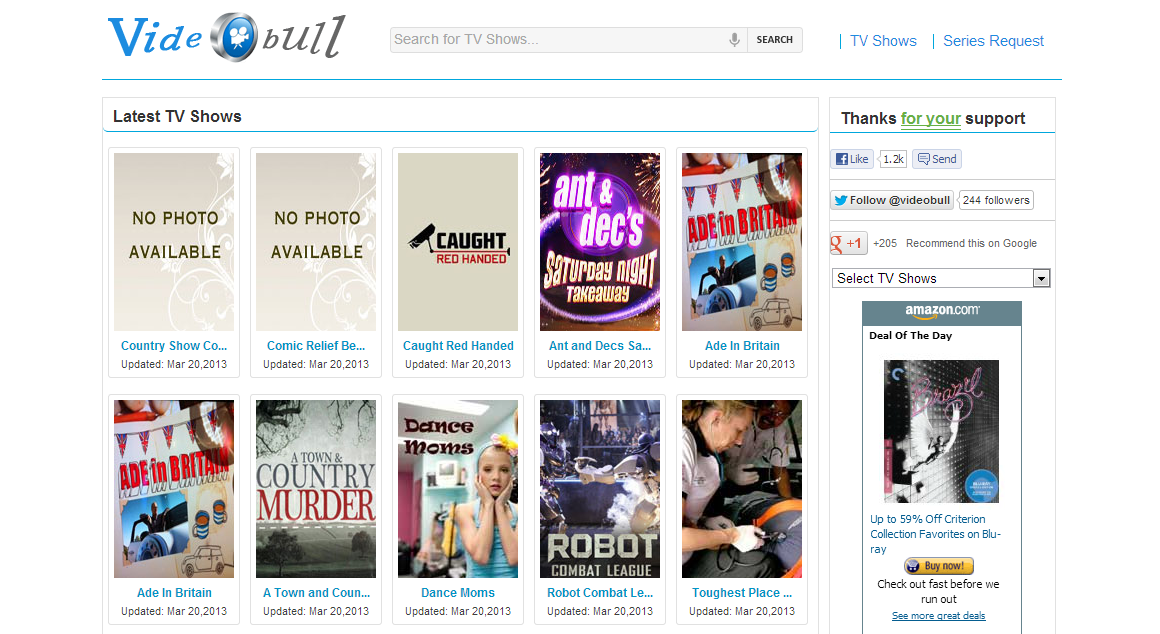 Vide bull
Search for TV Shows...
SEARCH
TV Shows
Series Request
Latest TV Shows
NO PHOTO
AVAILABLE
Country Show Co...
Updated: Mar 20,2013
NO PHOTO
AVAILABLE
Comic Relief Be...
Updated: Mar 20,2013
CAUGHT
RED HANDED
Caught Red Handed
Updated: Mar 20,2013
ant &
dec's
SATURDAY NIGHT
TAKEAWAY
Ant and Decs Sa...
Updated: Mar 20,2013
ADE IN BRITAIN
Ade In Britain
Updated: Mar 20,2013
ADE IN BRITAIN
Ade In Britain
Updated: Mar 20,2013
A TOWN &
COUNTRY
MURDER
A Town and Coun...
Updated: Mar 20,2013
Dance
Moms
Dance Moms
Updated: Mar 20,2013
ROBOT
COMBAT LEAGUE
Robot Combat Le...
Updated: Mar 20,2013
Toughest Place ...
Updated: Mar 20,2013
Thanks for your support
Like
1.2k
Send
Follow @videobull
244 followers
g +1
+205
Recommend this on Google
Select TV Shows
amazon.com
Deal Of The Day
Brazil
Up to 59% Off Criterion
Collection Favorites on Blu-
ray
Buy now!
Check out fast before we
run out
See more great deals